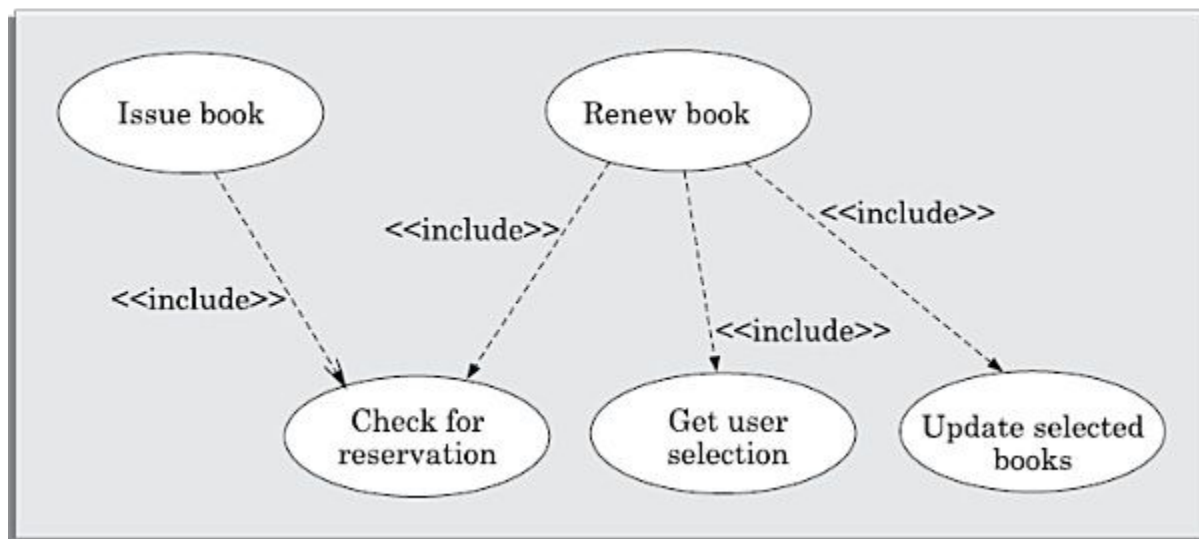 Issue book
Renew book
<<include>>
<<include>>
<<include>>
<<include>>
Check for
reservation
Get user
selection
Update selected
books